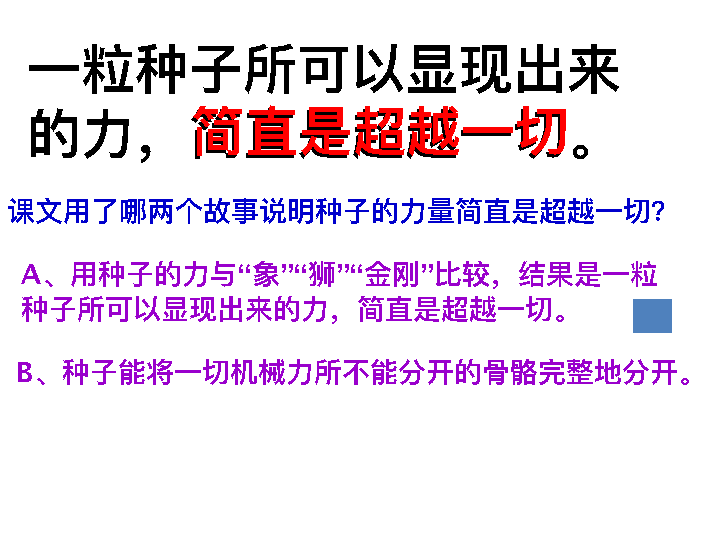 一粒种子所可以显现出来
的力，简直是超越一切。
课文用了哪两个故事说明种子的力量简直是超越一切？
A、用种子的力与“象”“狮”“金刚”比较，结果是一粒
种子所可以显现出来的力，简直是超越一切。
B、种子能将一切机械力所不能分开的骨骼完整地分开。